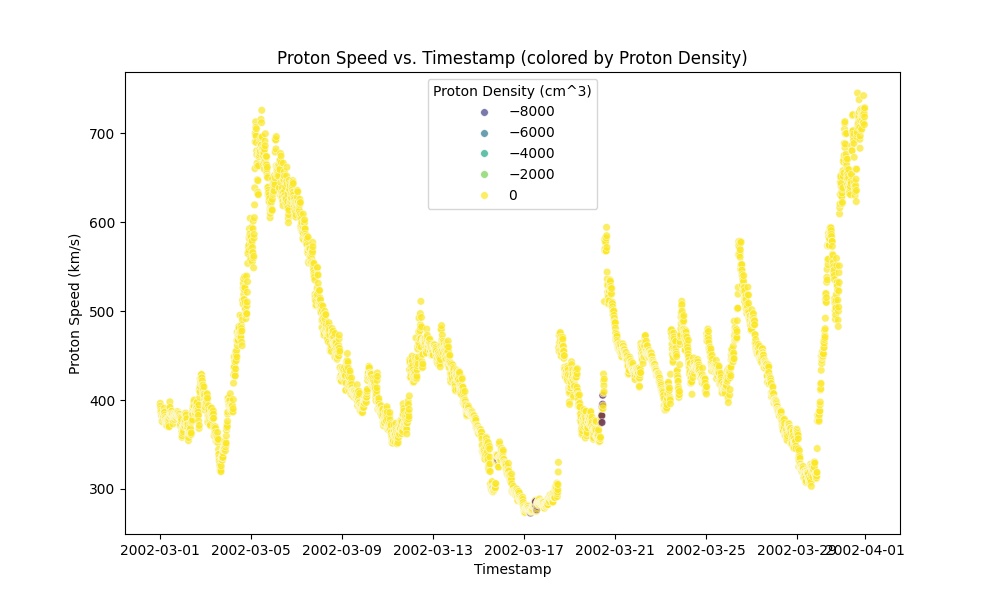 Proton Speed vs. Timestamp (colored by Proton Density)
Proton Density (cm^3)
−8000
−6000
−4000
−2000
0
Proton Speed (km/s)
700
600
500
400
300
2002-03-01 2002-03-05 2002-03-09 2002-03-13 2002-03-17 2002-03-21 2002-03-25 2002-03-29 2002-04-01
Timestamp